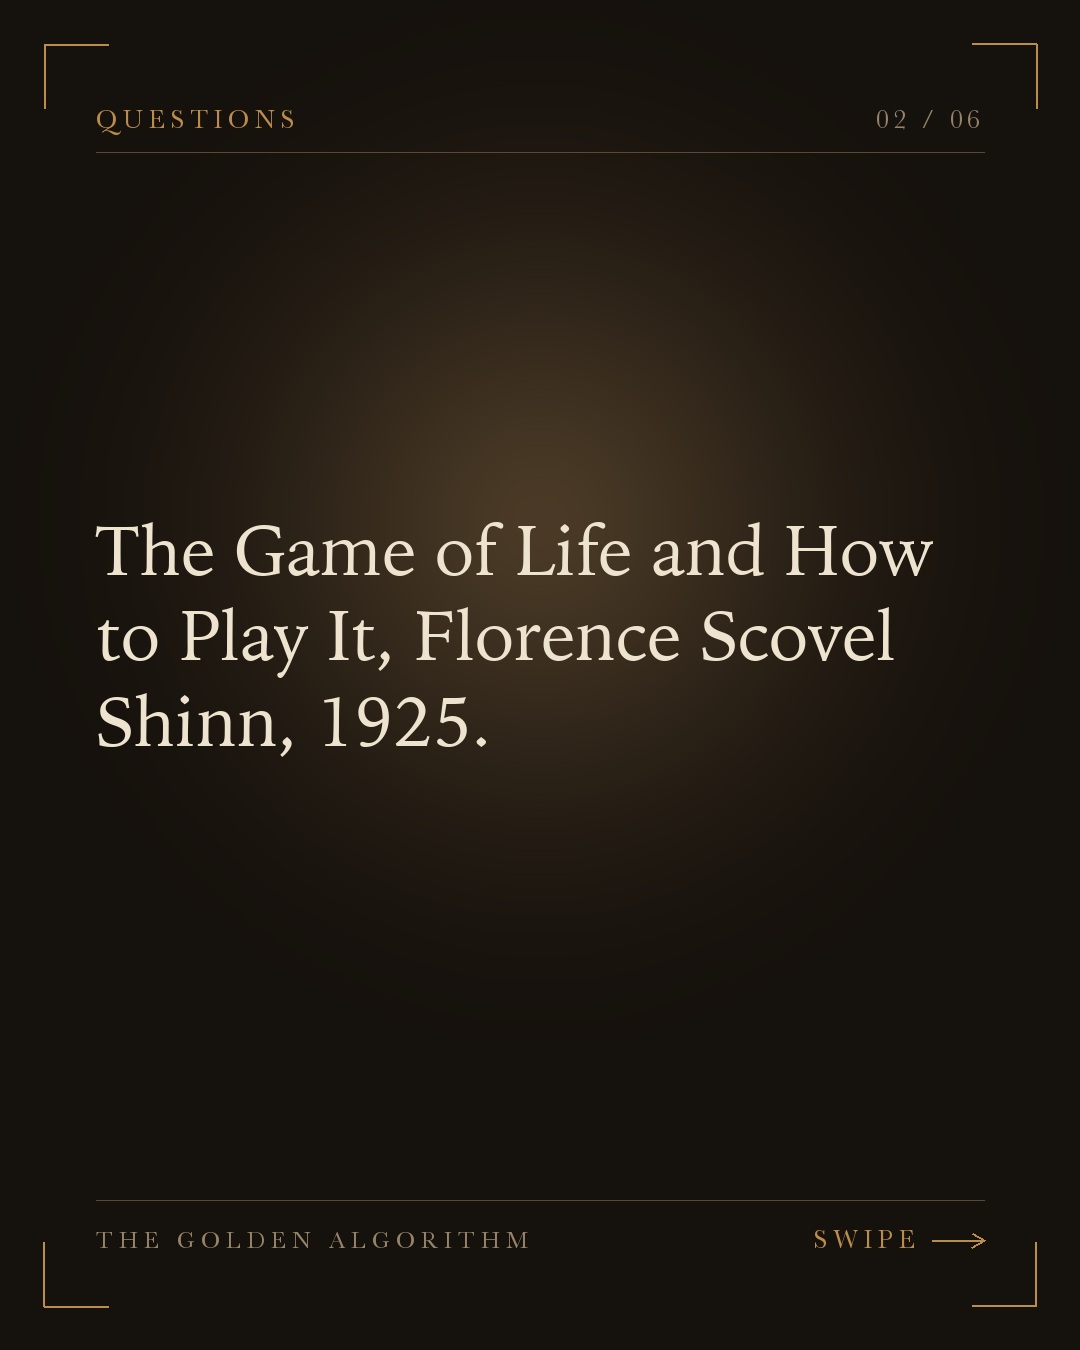 QUESTIONS
02 / 06
The Game of Life and How
to Play It, Florence Scovel
Shinn, 1925.
THE GOLDEN ALGORITHM
SWIPE